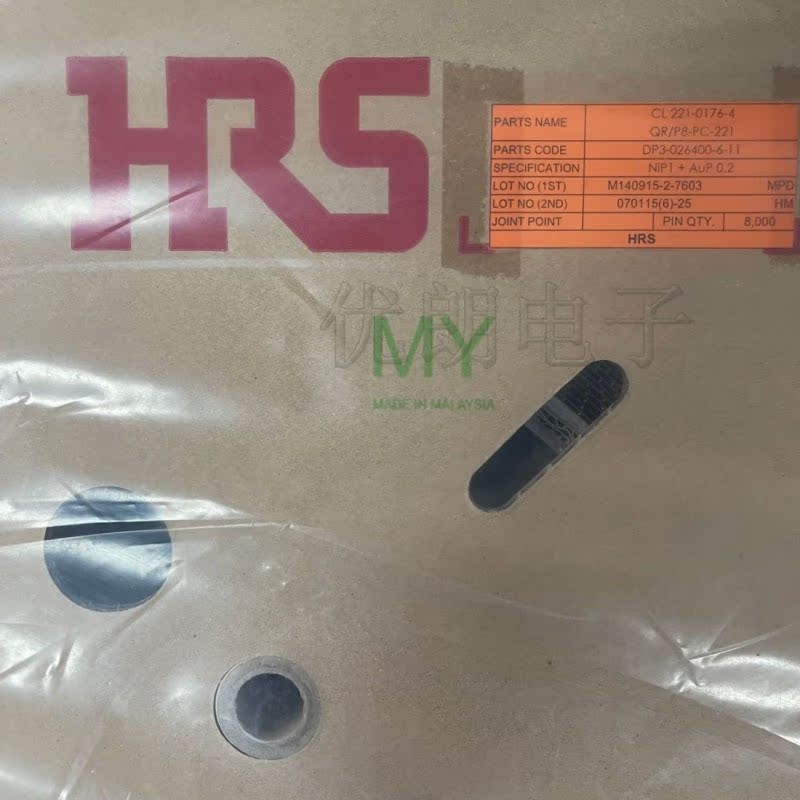 HRS
PARTS NAME CL 221-0176-4
QR/P8-PC-221
PARTS CODE DP3-026400-6-11
SPECIFICATION NiP1 + AuP 0.2
LOT NO (1ST) M140915-2-7603 MPD
LOT NO (2ND) 070115(6)-25 HM
JOINT POINT PIN QTY. 8,000
HRS
优朗电子
MY
MADE IN MALAYSIA